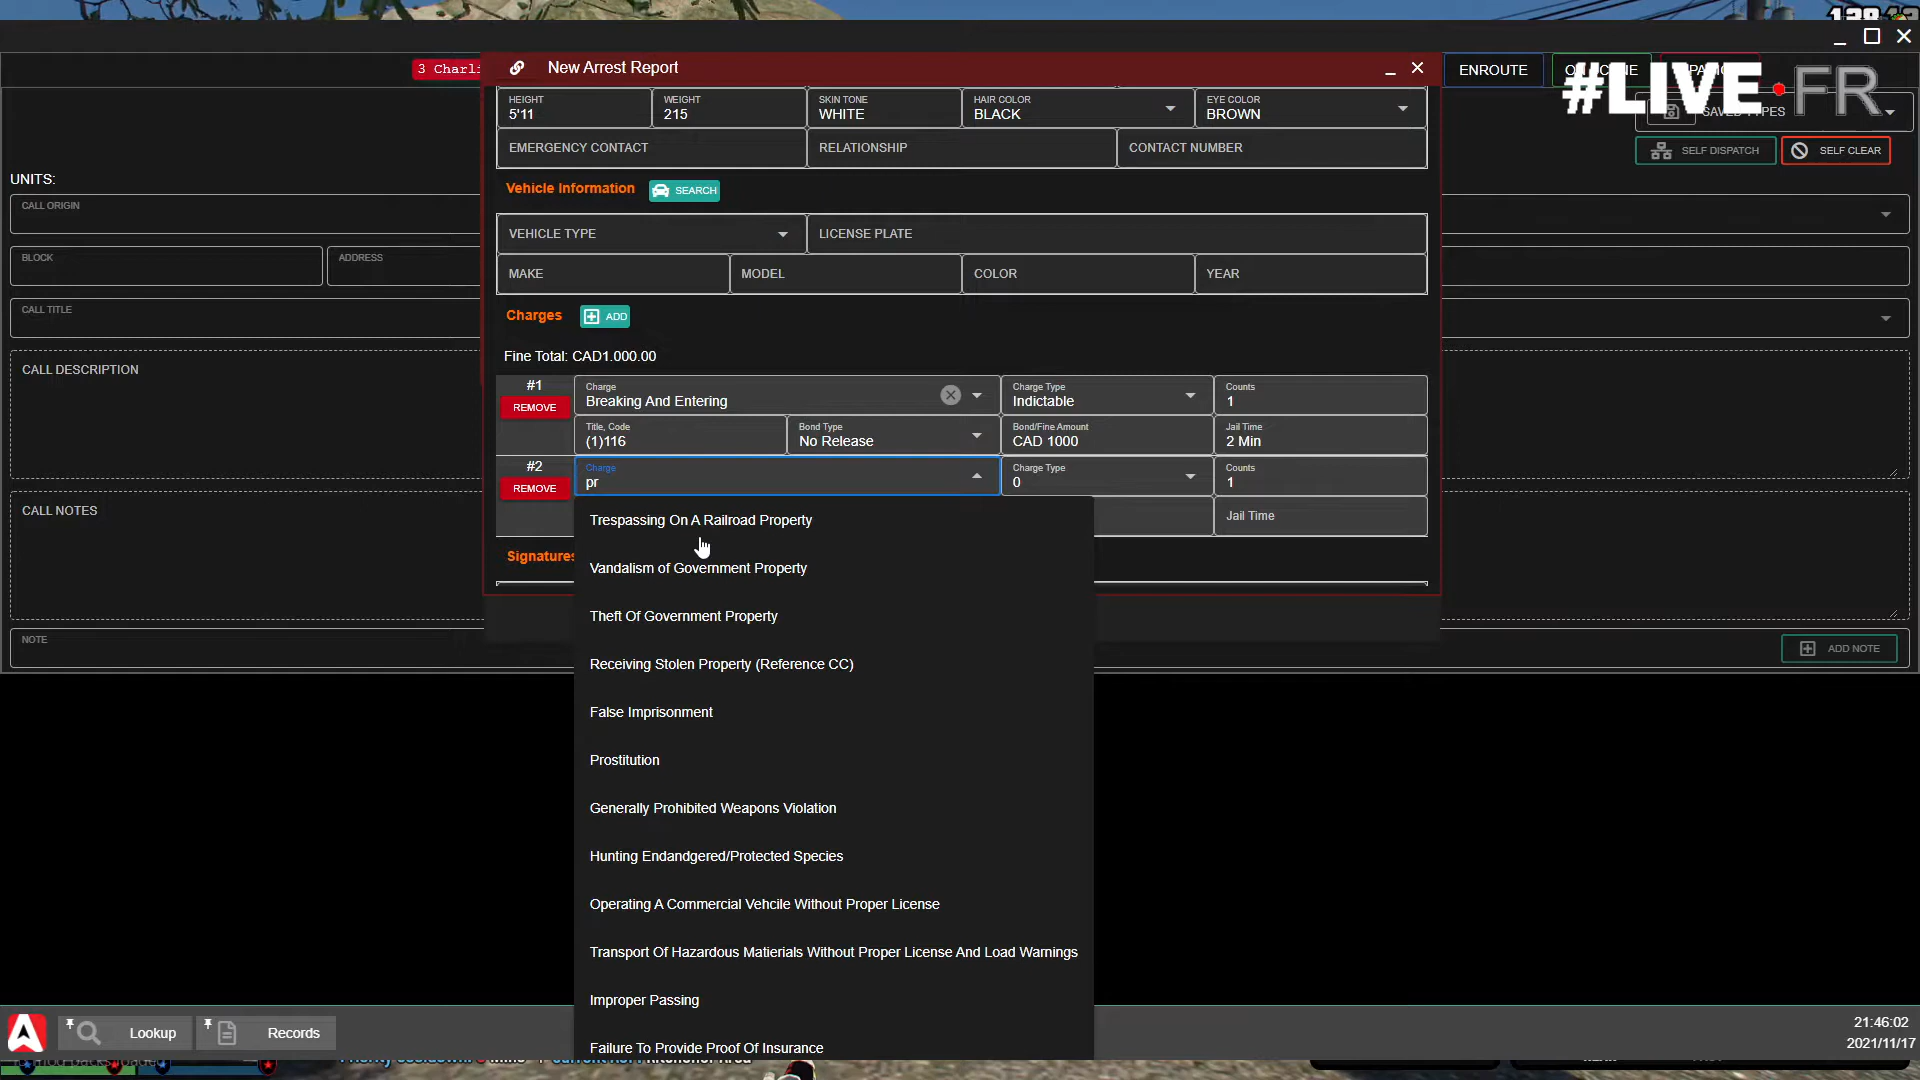 3 Charli
New Arrest Report
ENROUTE
#LIVE FR
SAVED TYPES
SELF DISPATCH
SELF CLEAR
HEIGHT
5'11
WEIGHT
215
SKIN TONE
WHITE
HAIR COLOR
BLACK
EYE COLOR
BROWN
EMERGENCY CONTACT
RELATIONSHIP
CONTACT NUMBER
UNITS:
CALL ORIGIN
BLOCK
ADDRESS
CALL TITLE
CALL DESCRIPTION
CALL NOTES
NOTE
ADD NOTE
Vehicle Information
SEARCH
VEHICLE TYPE
LICENSE PLATE
MAKE
MODEL
COLOR
YEAR
Charges
ADD
Fine Total: CAD1.000.00
#1
REMOVE
Charge
Breaking And Entering
Charge Type
Indictable
Counts
1
Title, Code
(1)116
Bond Type
No Release
Bond/Fine Amount
CAD 1000
Jail Time
2 Min
#2
REMOVE
Charge
pr
Charge Type
0
Counts
1
Jail Time
Signatures
Trespassing On A Railroad Property
Vandalism of Government Property
Theft Of Government Property
Receiving Stolen Property (Reference CC)
False Imprisonment
Prostitution
Generally Prohibited Weapons Violation
Hunting Endandgered/Protected Species
Operating A Commercial Vehcile Without Proper License
Transport Of Hazardous Matierials Without Proper License And Load Warnings
Improper Passing
Failure To Provide Proof Of Insurance
Lookup
Records
21:46:02
2021/11/17